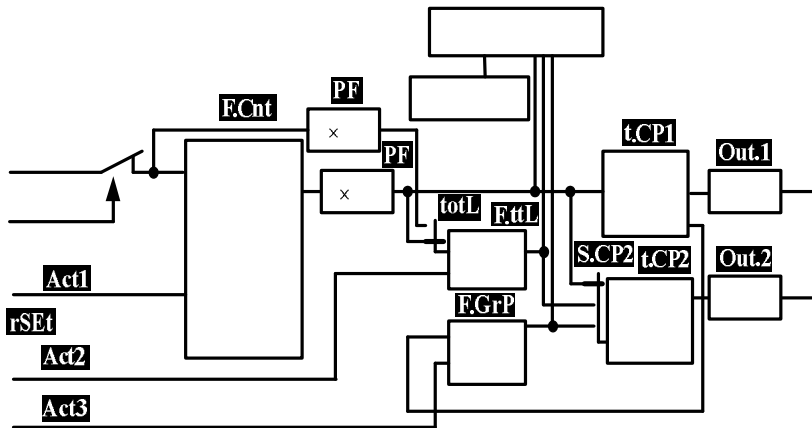 PF
F.Cnt
×
PF
×
t.CP1
Out.1
totL
F.ttL
S.CP2
t.CP2
Out.2
Act1
F.GrP
rSEt
Act2
Act3